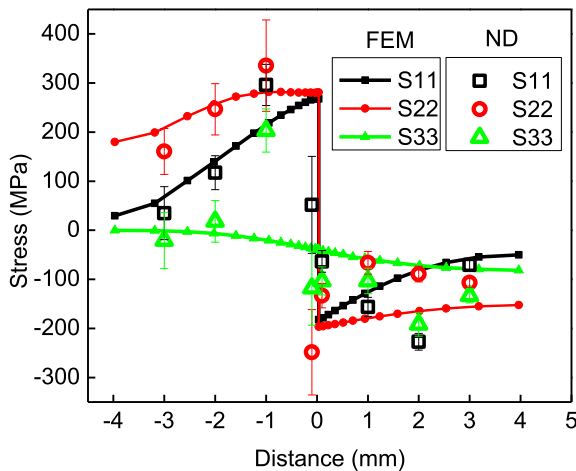 FEM ND
S11 S11
S22 S22
S33 S33
400
300
200
100
0
-100
-200
-300
Stress (MPa)
-4 -3 -2 -1 0 1 2 3 4 5
Distance (mm)